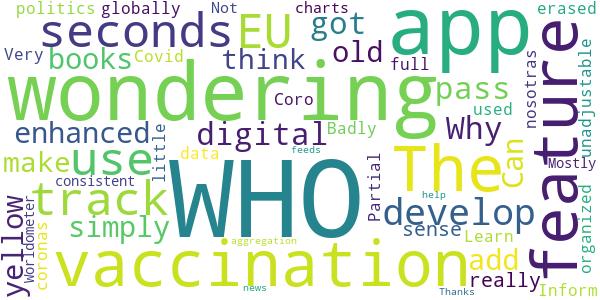 politics globally Not charts erased
seconds EU got app
books Covid think old full
wondering Coro pass used
enhanced digital Badly Why
make use little data The Can
track feeds Partial
consistent WHO develop help
simply sense Learn
yellow Worldometer coronas vaccination add really
aggregation news Thanks
feature nosotras Mostly unadjustable organized Inform
Very